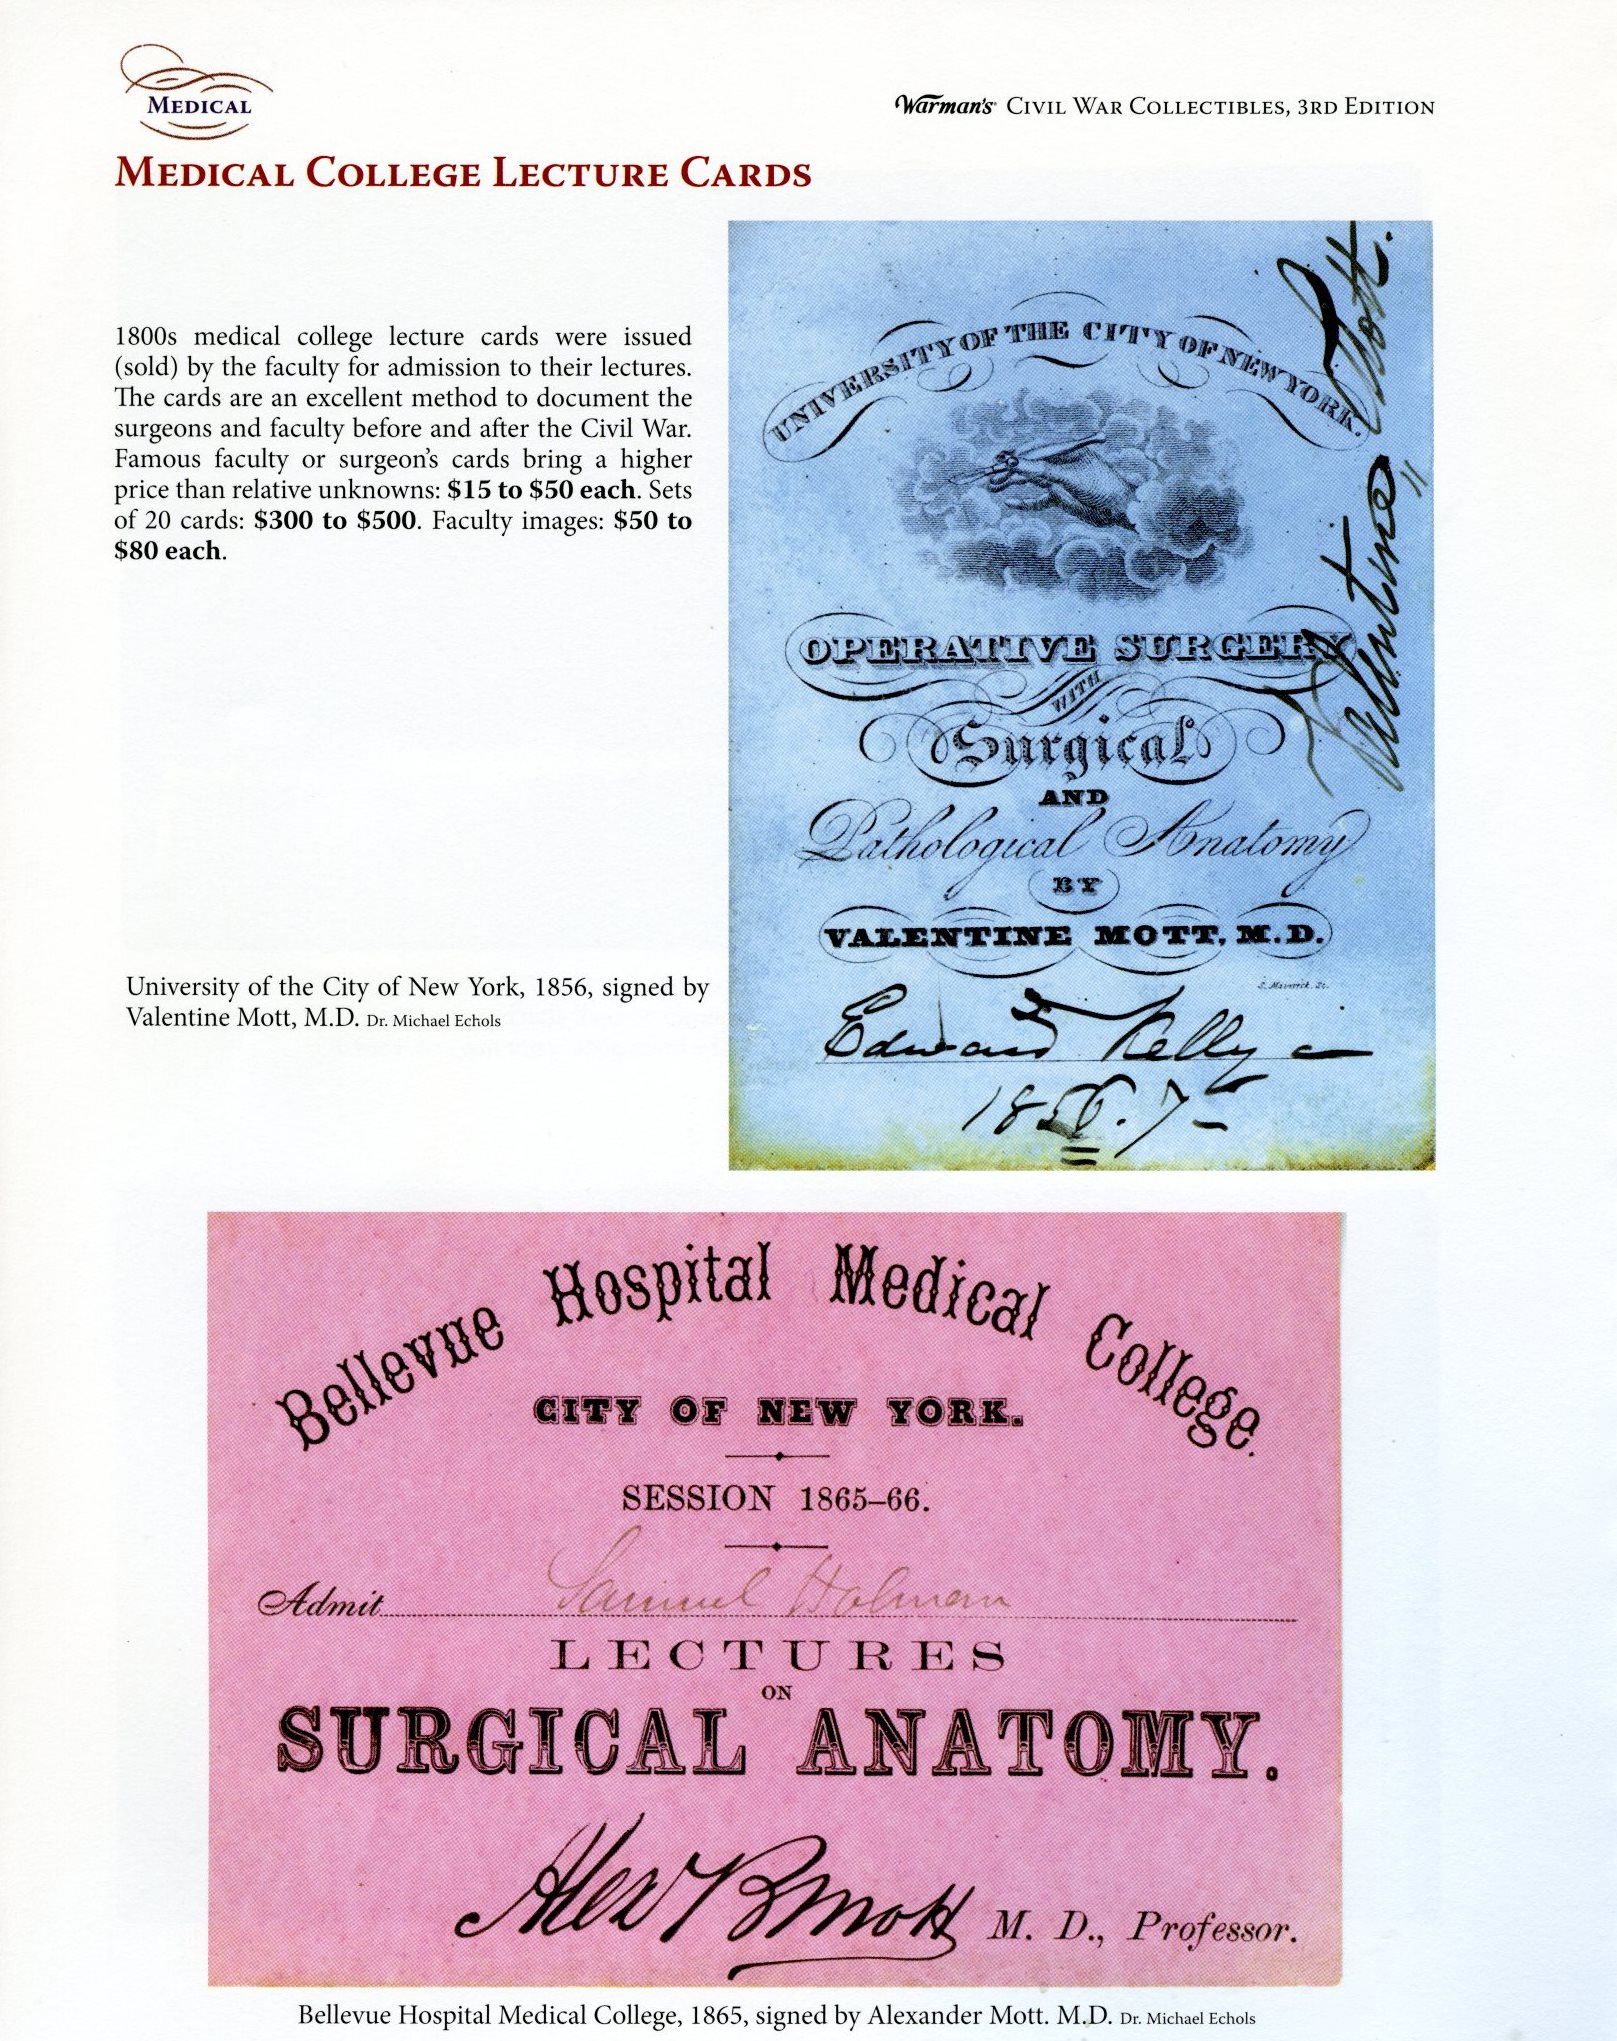 MEDICAL
Warman's CIVIL WAR COLLECTIBLES, 3RD EDITION
MEDICAL COLLEGE LECTURE CARDS
1800s medical college lecture cards were issued
(sold) by the faculty for admission to their lectures.
The cards are an excellent method to document the
surgeons and faculty before and after the Civil War.
Famous faculty or surgeon's cards bring a higher
price than relative unknowns: $15 to $50 each. Sets
of 20 cards: $300 to $500. Faculty images: $50 to
$80 each.
UNIVERSITY OF THE CITY OF NEW YORK.
OPERATIVE SURGERY
WITH
Surgical
AND
Pathological Anatomy
BY
VALENTINE MOTT, M.D.
S. Maverick. Sc.
Edward Kelly
1856.7
Valentine Mott.
University of the City of New York, 1856, signed by
Valentine Mott, M.D. Dr. Michael Echols
Bellevue Hospital Medical College.
CITY OF NEW YORK.
SESSION 1865–66.
Admit Samuel Holman
LECTURES
ON
SURGICAL ANATOMY.
Alex B Mott M. D., Professor.
Bellevue Hospital Medical College, 1865, signed by Alexander Mott. M.D. Dr. Michael Echols